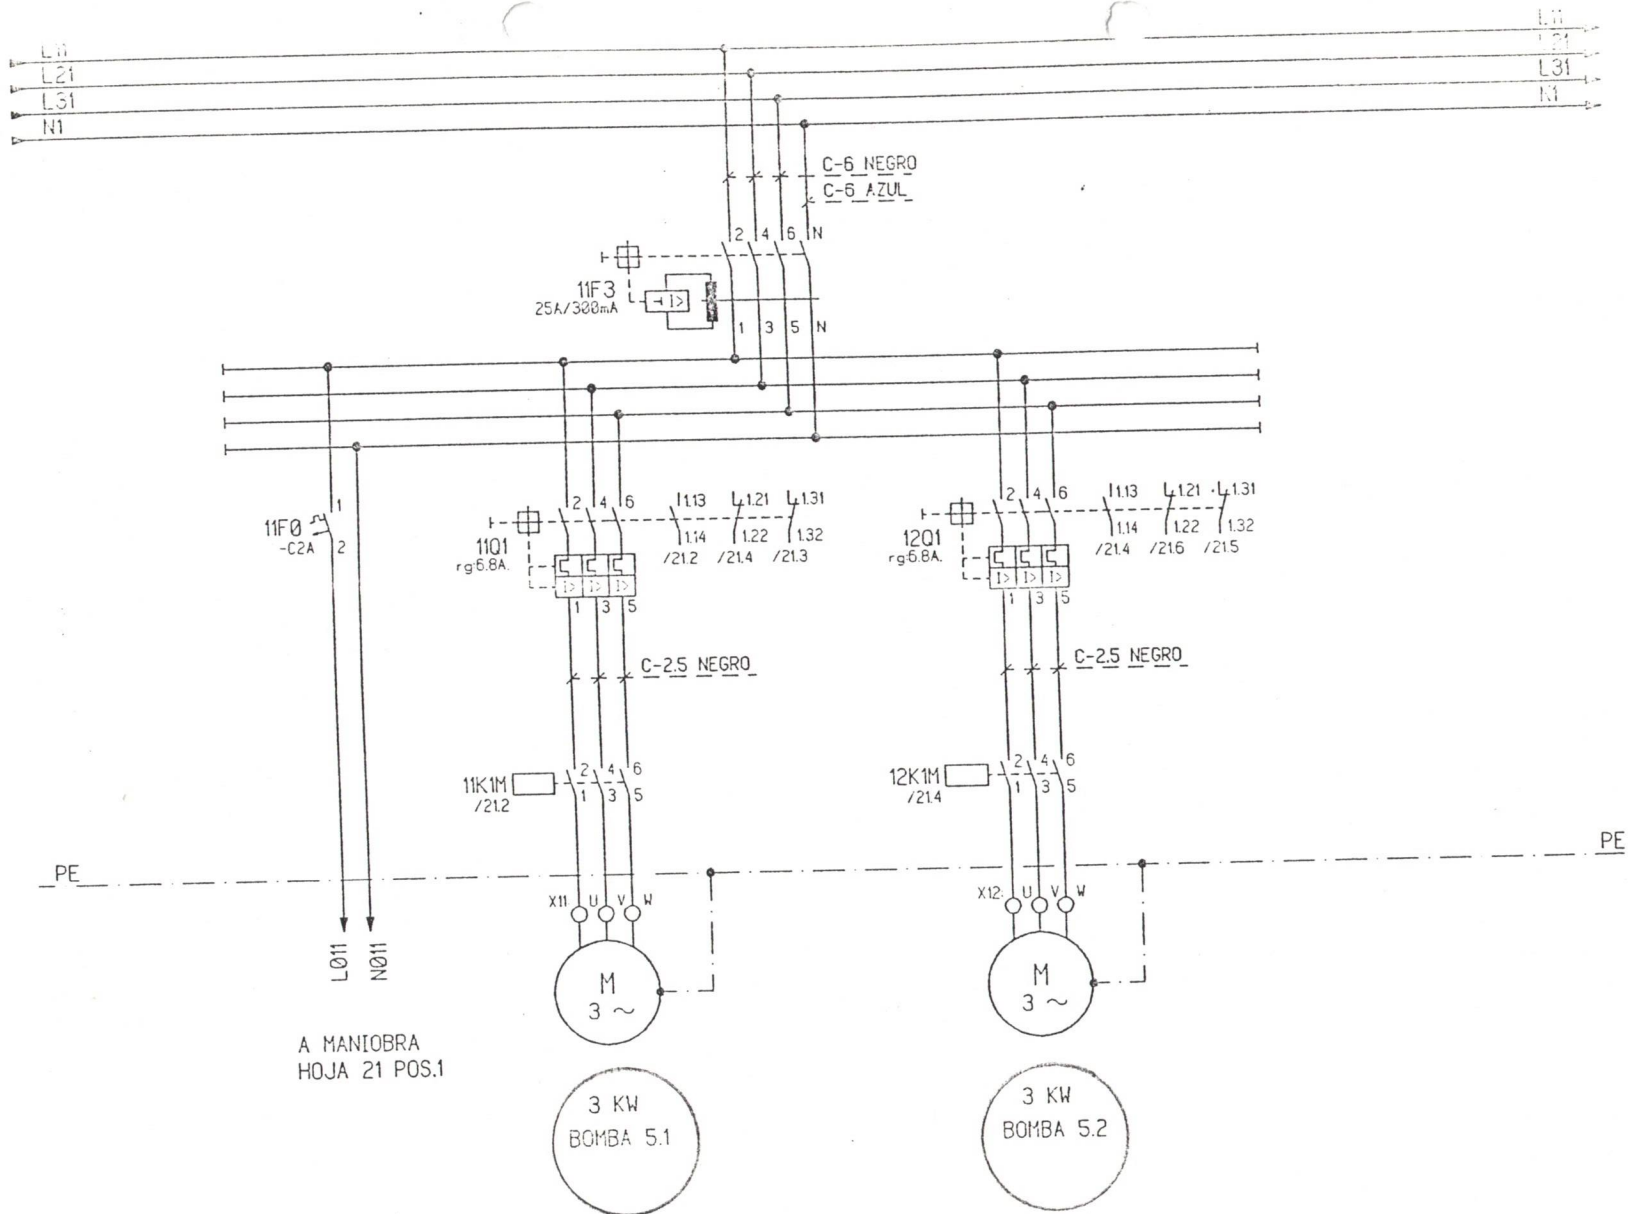 L11
L21
L31
N1
L11
L21
L31
N1
C-6 NEGRO
C-6 AZUL
2 4 6 N
11F3
25A/300mA
I>
1 3 5 N
11F0
-C2A
1
2
2 4 6
11Q1
rg:6.8A.
I> I> I>
1 3 5
1.13 1.21 1.31
1.14 1.22 1.32
/21.2 /21.4 /21.3
2 4 6
12Q1
rg:6.8A.
I> I> I>
1 3 5
1.13 1.21 1.31
1.14 1.22 1.32
/21.4 /21.6 /21.5
C-2.5 NEGRO
C-2.5 NEGRO
11K1M
/21.2
2 4 6
1 3 5
12K1M
/21.4
2 4 6
1 3 5
PE
PE
X11: U V W
X12: U V W
L011
N011
M
3 ~
M
3 ~
A MANIOBRA
HOJA 21 POS.1
3 KW
BOMBA 5.1
3 KW
BOMBA 5.2